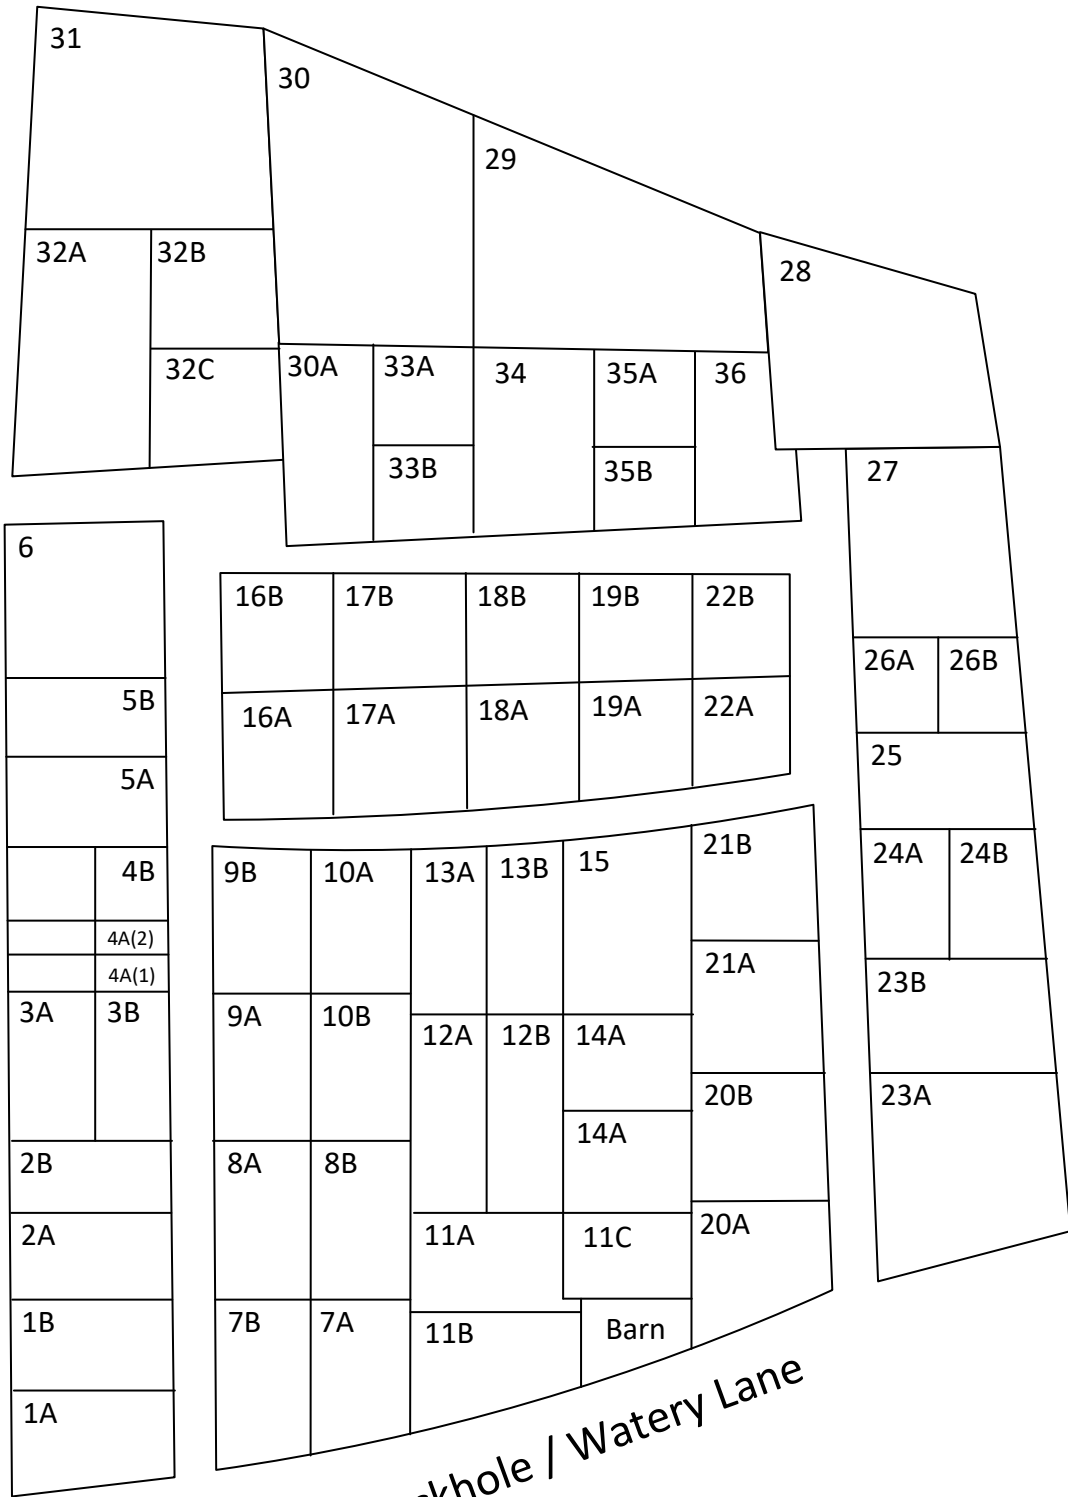 31
30
29
28
32A
32B
32C
30A
33A
34
35A
36
33B
35B
27
6
16B
17B
18B
19B
22B
26A
26B
5B
16A
17A
18A
19A
22A
25
5A
4B
9B
10A
13A
13B
15
21B
24A
24B
4A(2)
4A(1)
21A
23B
3A
3B
9A
10B
12A
12B
14A
20B
23A
14A
2B
8A
8B
2A
11A
11C
20A
1B
7B
7A
11B
Barn
1A
/ Watery Lane